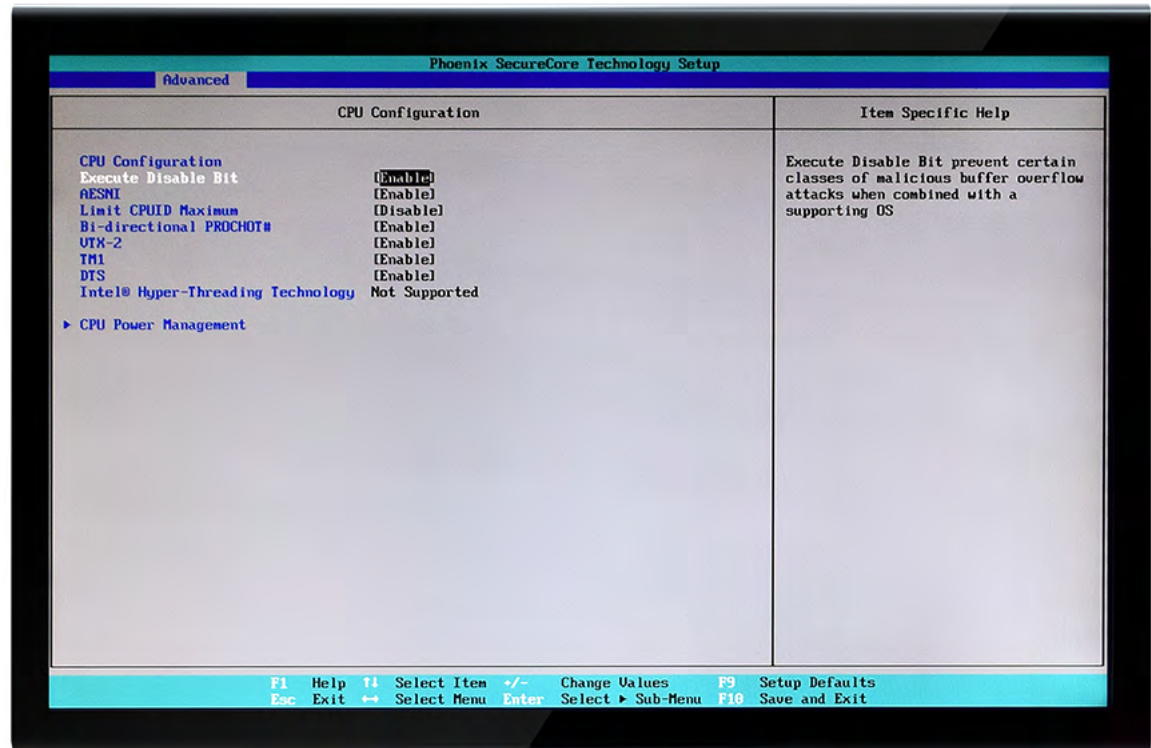 Phoenix SecureCore Technology Setup
Advanced
CPU Configuration
Item Specific Help
CPU Configuration
Execute Disable Bit [Enable]
AESNI [Enable]
Limit CPUID Maximum [Disable]
Bi-directional PROCHOT# [Enable]
VTX-2 [Enable]
TM1 [Enable]
DTS [Enable]
Intel® Hyper-Threading Technology Not Supported
▶ CPU Power Management
Execute Disable Bit prevent certain
classes of malicious buffer overflow
attacks when combined with a
supporting OS
F1 Help ↑↓ Select Item +/- Change Values F9 Setup Defaults
Esc Exit ↔ Select Menu Enter Select ▶ Sub-Menu F10 Save and Exit